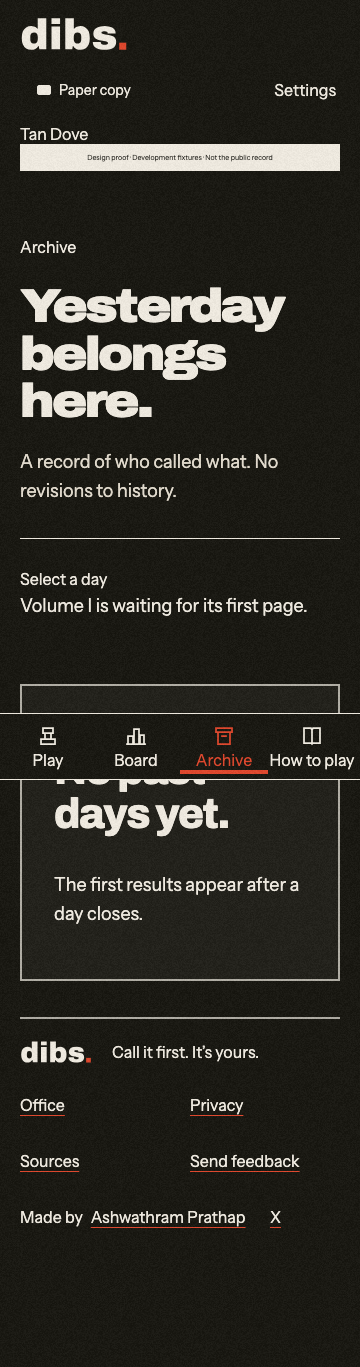 dibs.
Paper copy
Settings
Tan Dove
Design proof · Development fixtures · Not the public record
Archive
Yesterday
belongs
here.
A record of who called what. No
revisions to history.
Select a day
Volume I is waiting for its first page.
Play
Board
Archive
How to play
No past
days yet.
The first results appear after a
day closes.
dibs. Call it first. It's yours.
Office
Privacy
Sources
Send feedback
Made by Ashwathram Prathap X